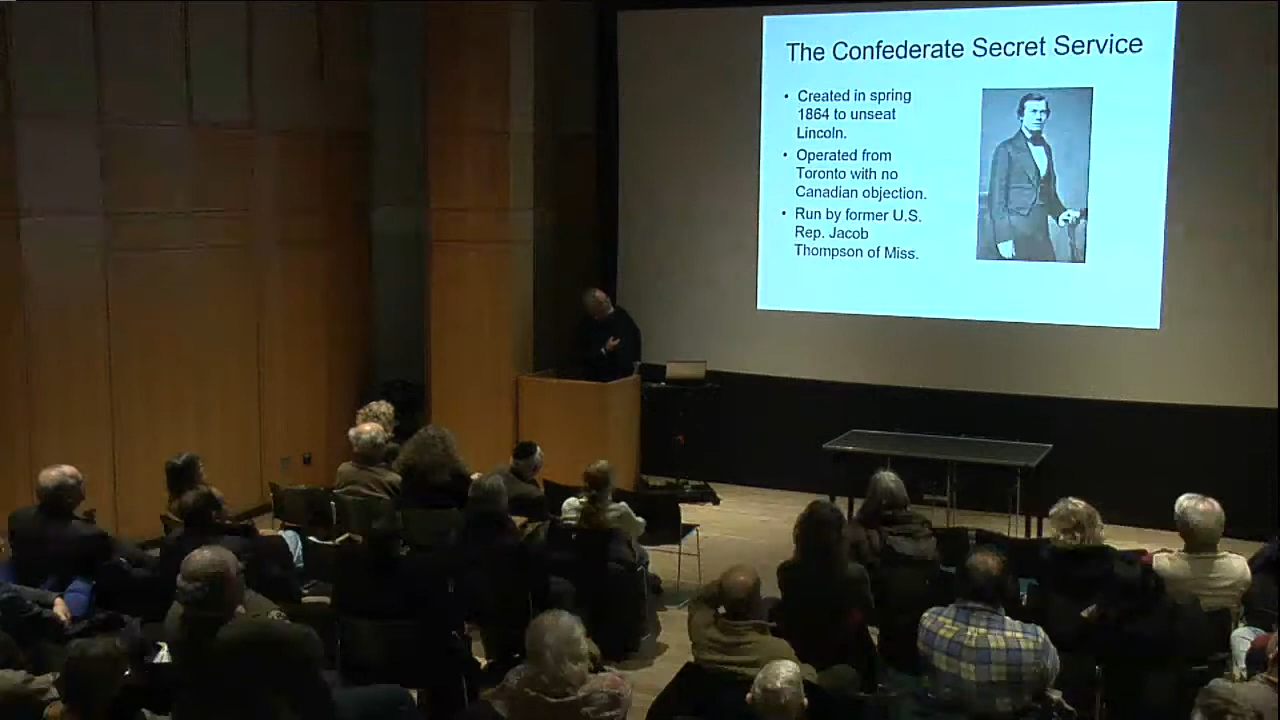 The Confederate Secret Service
• Created in spring
1864 to unseat
Lincoln.
• Operated from
Toronto with no
Canadian objection.
• Run by former U.S.
Rep. Jacob
Thompson of Miss.